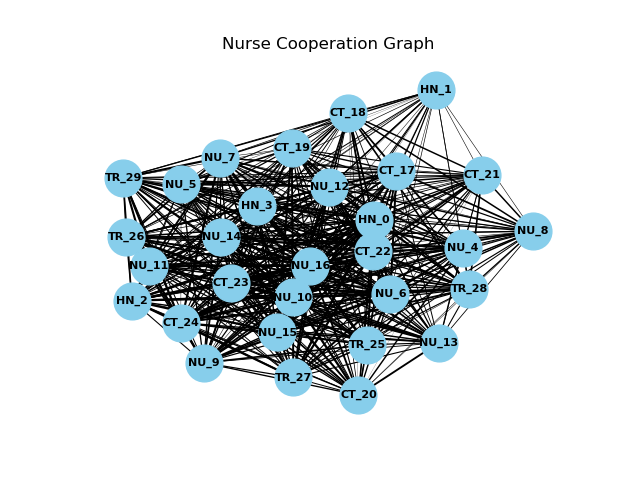 Nurse Cooperation Graph
HN_1
CT_18
CT_19
NU_7
CT_17
CT_21
TR_29
NU_5
NU_12
HN_3
HN_0
NU_8
TR_26
NU_14
NU_4
CT_22
NU_11
NU_16
CT_23
TR_28
NU_6
NU_10
HN_2
CT_24
NU_15
NU_13
TR_25
NU_9
TR_27
CT_20